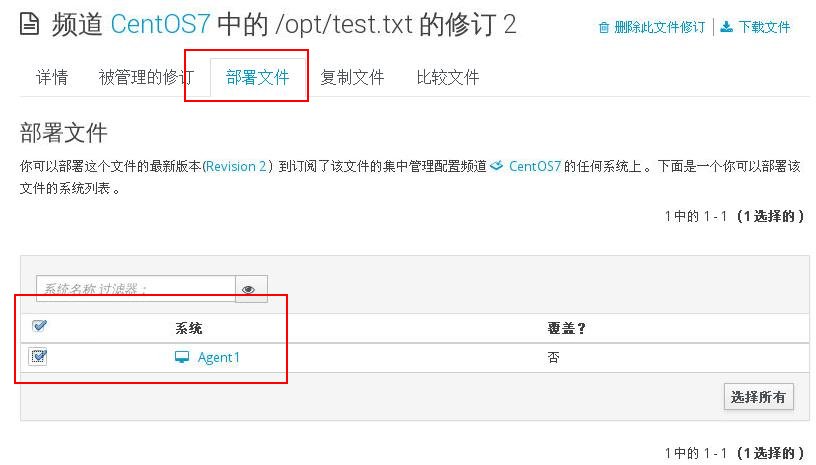 频道 CentOS7 中的 /opt/test.txt 的修订 2
删除此文件修订 | 下载文件
详情 被管理的修订 部署文件 复制文件 比较文件
部署文件
你可以部署这个文件的最新版本(Revision 2 ) 到订阅了该文件的集中管理配置频道 CentOS7 的任何系统上 。 下面是一个你可以部署该
文件的系统列表 。
1 中的 1 - 1 (1 选择的 )
系统名称 过滤器 :
系统 覆盖?
Agent1 否
选择所有
1 中的 1 - 1 (1 选择的 )